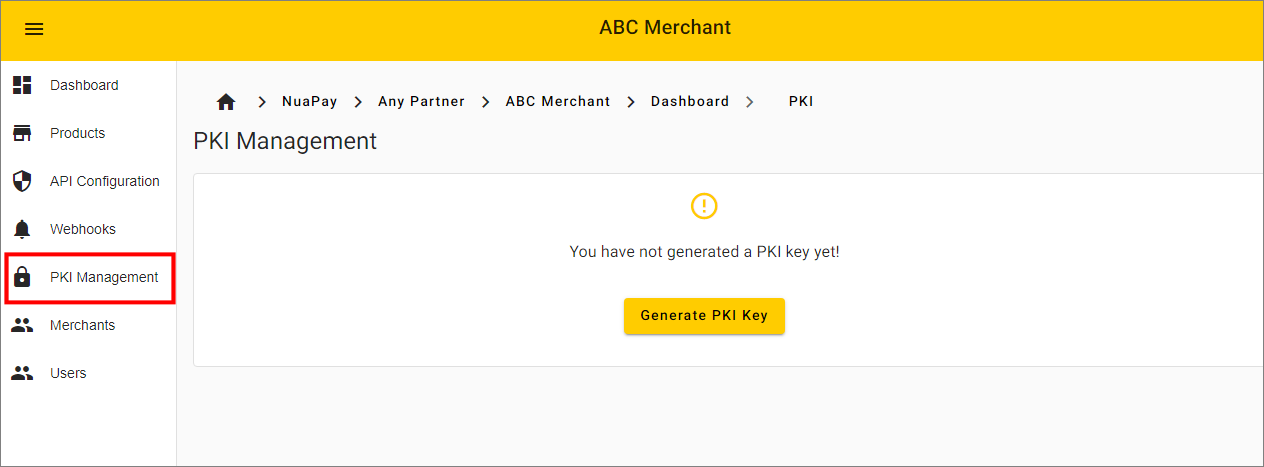 ABC Merchant
Dashboard
Products
API Configuration
Webhooks
PKI Management
Merchants
Users
NuaPay Any Partner ABC Merchant Dashboard PKI
PKI Management
You have not generated a PKI key yet!
Generate PKI Key